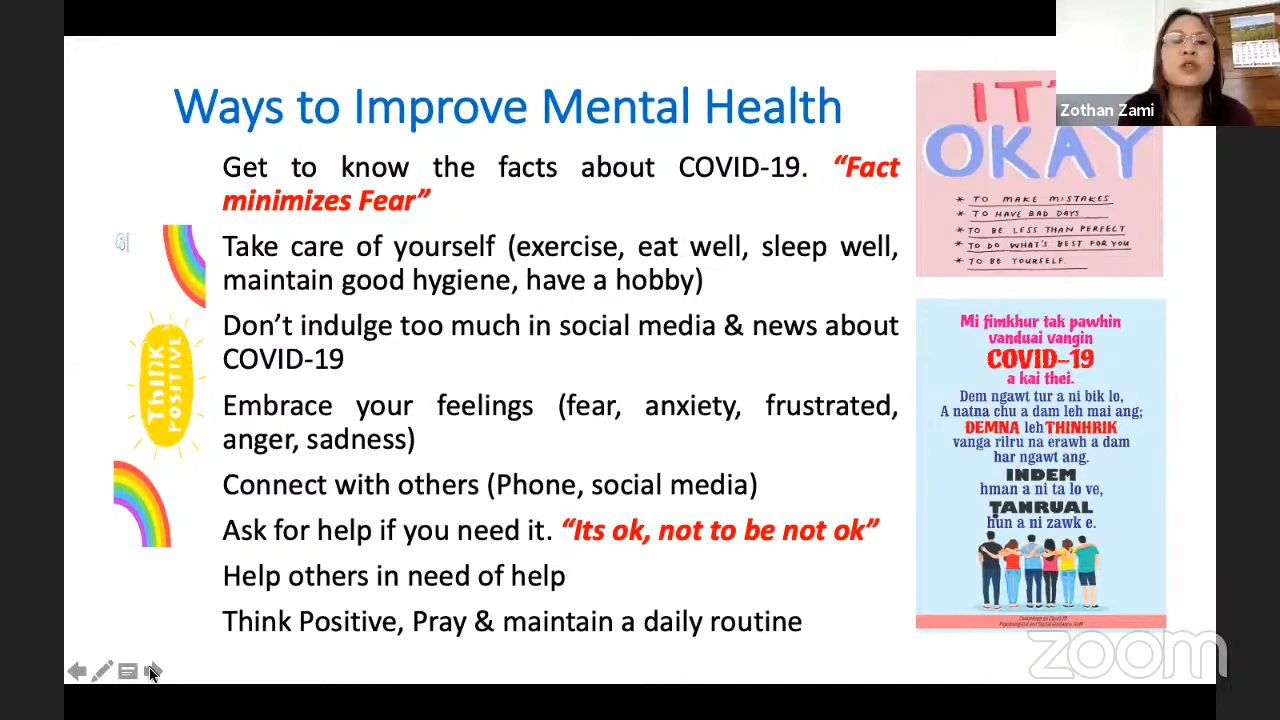 Ways to Improve Mental Health
Get to know the facts about COVID-19. “Fact
minimizes Fear”
Take care of yourself (exercise, eat well, sleep well,
maintain good hygiene, have a hobby)
Don’t indulge too much in social media & news about
COVID-19
Embrace your feelings (fear, anxiety, frustrated,
anger, sadness)
Connect with others (Phone, social media)
Ask for help if you need it. “Its ok, not to be not ok”
Help others in need of help
Think Positive, Pray & maintain a daily routine
Think
POSITIVE
IT'
OKAY
* TO MAKE MISTAKES
* TO HAVE BAD DAYS
* TO BE LESS THAN PERFECT
* TO DO WHAT'S BEST FOR YOU
* TO BE YOURSELF.
Zothan Zami
Mi fimkhur tak pawhin
vanduai vangin
COVID-19
a kai thei.
Dem ngawt tur a ni bik lo,
A natna chu a dam leh mai ang;
DEMNA leh THINHRIK
vanga rilru na erawh a dam
har ngawt ang.
INDEM
hman a ni ta lo ve,
ṬANRUAL
hun a ni zawk e.
zoom